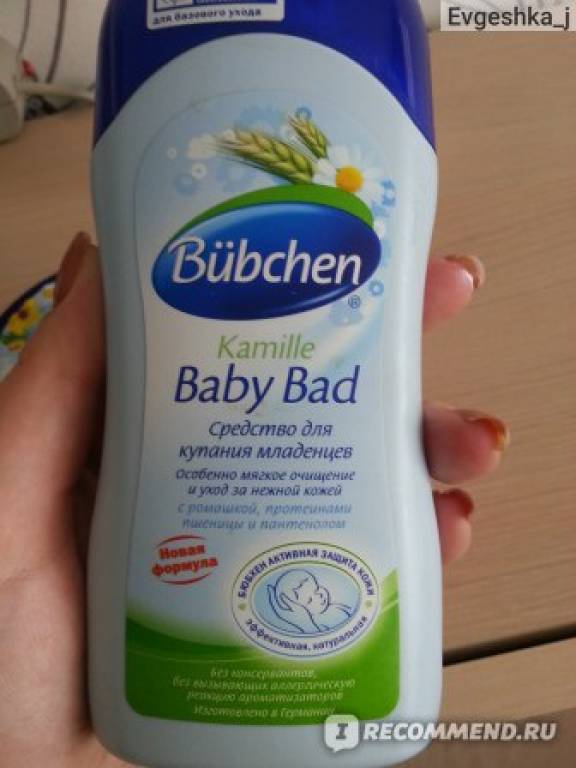 Evgeshka_j
для базового ухода
Bübchen®
Kamille
Baby Bad
Средство для
купания младенцев
Особенно мягкое очищение
и уход за нежной кожей
с ромашкой, протеинами
пшеницы и пантенолом
Новая
формула
БЮБХЕН АКТИВНАЯ ЗАЩИТА КОЖИ
эффективная, натуральная
Без консервантов,
без вызывающих аллергическую
реакцию ароматизаторов
Изготовлено в Германии
I RECOMMEND.RU